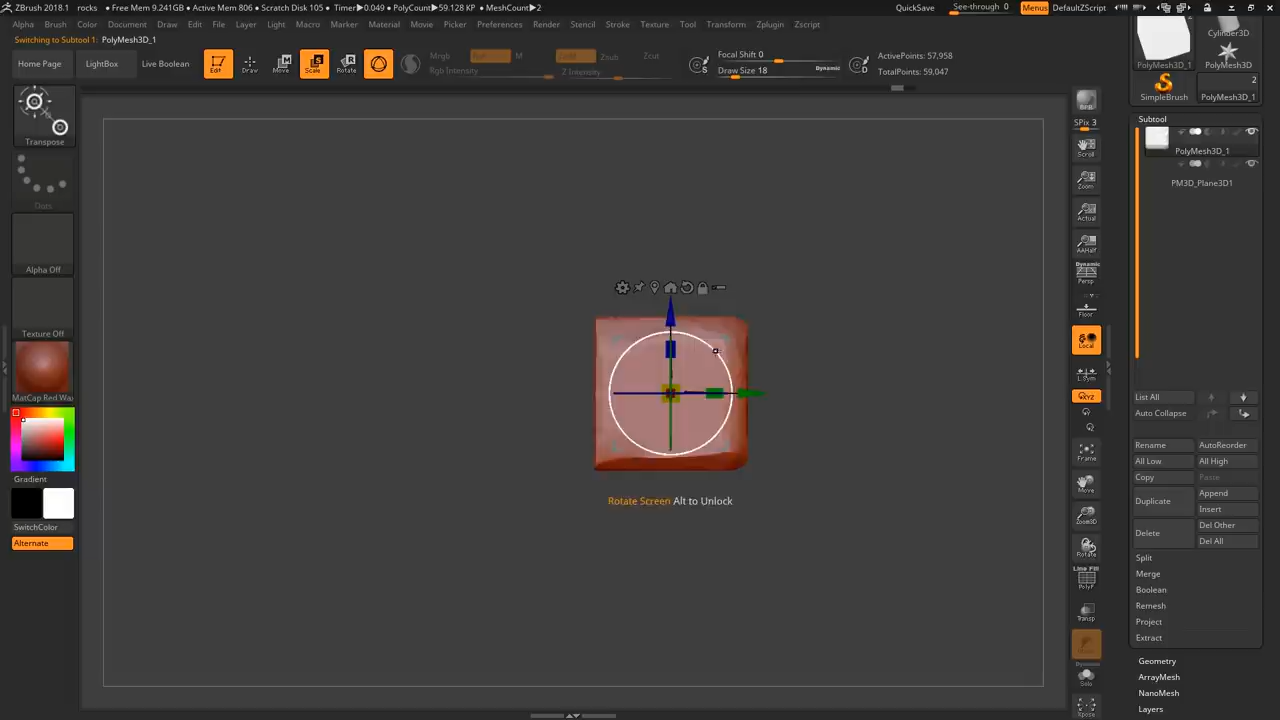 ZBrush 2018.1 rocks • Free Mem 9.241GB • Active Mem 806 • Scratch Disk 105 • Timer▶0.049 • PolyCount▶59.128 KP • MeshCount▶2
QuickSave See-through 0 Menus DefaultZScript
Alpha Brush Color Document Draw Edit File Layer Light Macro Marker Material Movie Picker Preferences Render Stencil Stroke Texture Tool Transform Zplugin Zscript
Switching to Subtool 1: PolyMesh3D_1
Home Page LightBox Live Boolean
Edit Draw Move Scale Rotate
Mrgb M
Rgb Intensity
Zsub Zcut
Z Intensity
Focal Shift 0
Draw Size 18 Dynamic
ActivePoints: 57,958
TotalPoints: 59,047
Transpose
Dots
Alpha Off
Texture Off
MatCap Red Wax
Gradient
SwitchColor
Alternate
Rotate Screen Alt to Unlock
BPR
SPix 3
Scroll
Zoom
Actual
AAHalf
Dynamic
Persp
Floor
Local
L.Sym
XYZ
Frame
Move
Zoom3D
Rotate
Line Fill
PolyF
Transp
Solo
Xpose
Cylinder3D
PolyMesh3D_1 PolyMesh3D
2
SimpleBrush PolyMesh3D_1
Subtool
PolyMesh3D_1
PM3D_Plane3D1
List All
Auto Collapse
Rename AutoReorder
All Low All High
Copy Paste
Duplicate Append
Insert
Delete Del Other
Del All
Split
Merge
Boolean
Remesh
Project
Extract
Geometry
ArrayMesh
NanoMesh
Layers